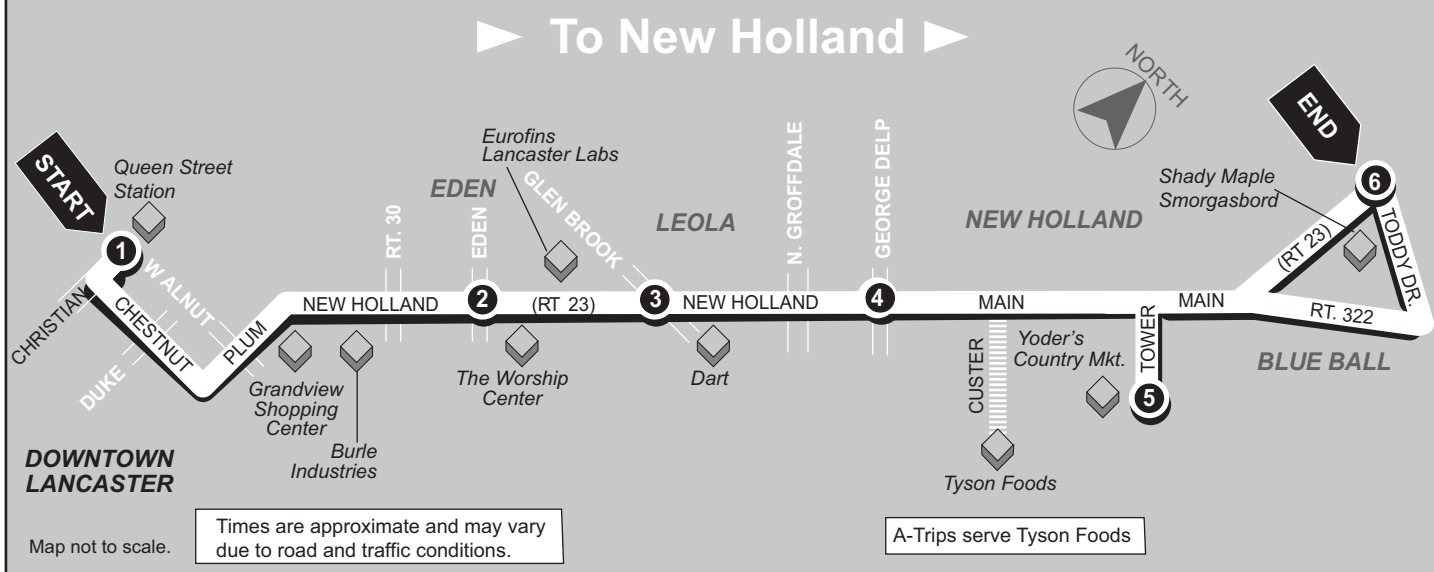 To New Holland
NORTH
START
Queen Street
Station
1
CHRISTIAN
CHESTNUT
DUKE
W ALNUT
PLUM
DOWNTOWN
LANCASTER
NEW HOLLAND
Grandview
Shopping
Center
Burle
Industries
RT. 30
EDEN
EDEN
2
Eurofins
Lancaster Labs
(RT 23)
The Worship
Center
GLEN BROOK
3
LEOLA
NEW HOLLAND
Dart
N. GROFFDALE
GEORGE DELP
4
NEW HOLLAND
MAIN
CUSTER
Tyson Foods
Yoder's
Country Mkt.
TOWER
5
MAIN
(RT 23)
Shady Maple
Smorgasbord
END
6
TODDY DR.
RT. 322
BLUE BALL
Map not to scale.
Times are approximate and may vary
due to road and traffic conditions.
A-Trips serve Tyson Foods